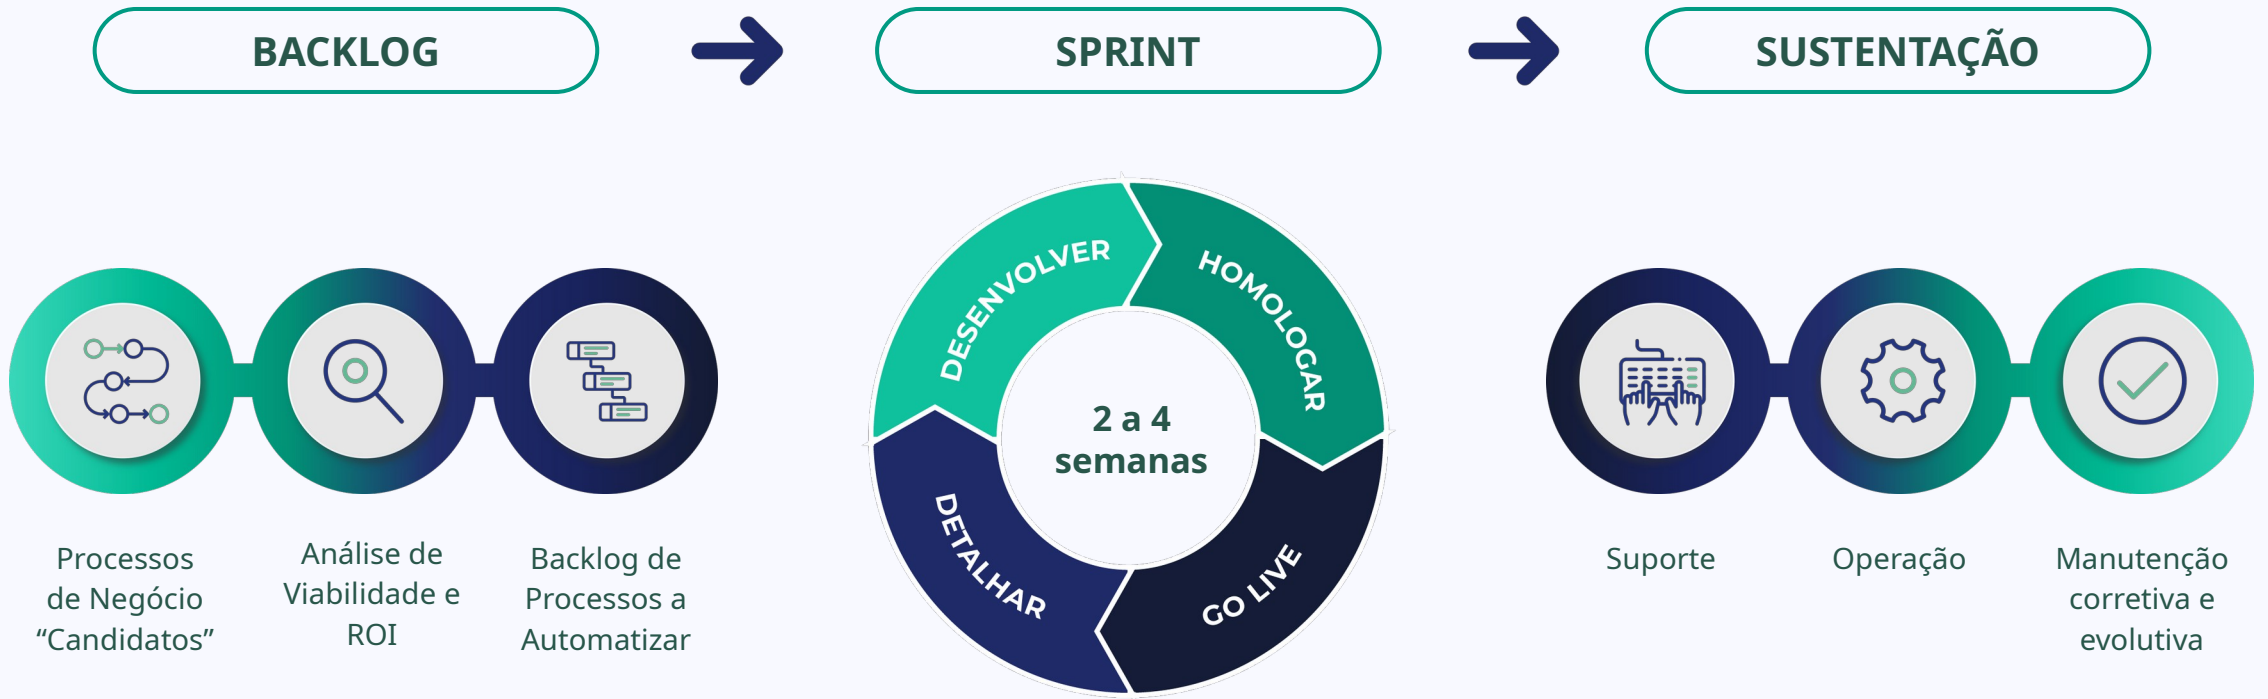 BACKLOG
SPRINT
SUSTENTAÇÃO
Processos
de Negócio
“Candidatos”
Análise de
Viabilidade e
ROI
Backlog de
Processos a
Automatizar
DETALHAR
DESENVOLVER
HOMOLOGAR
GO LIVE
2 a 4
semanas
Suporte
Operação
Manutenção
corretiva e
evolutiva